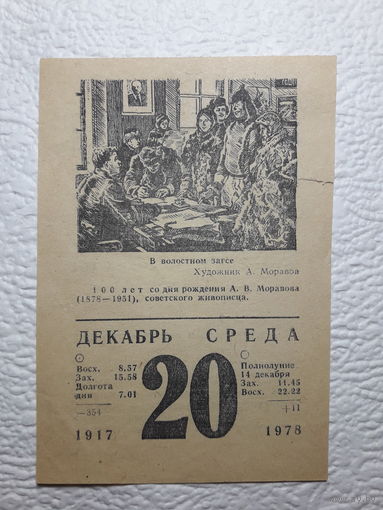 В волостном загсе
Художник А. Моравов
100 лет со дня рождения А. В. Моравова
(1878—1951), советского живописца.
ДЕКАБРЬ СРЕДА
Восх. 8.57
Зах. 15.58
Долгота
дня 7.01
—354
1917
20
Полнолуние
14 декабря
Зах. 11.45
Восх. 22.22
+11
1978